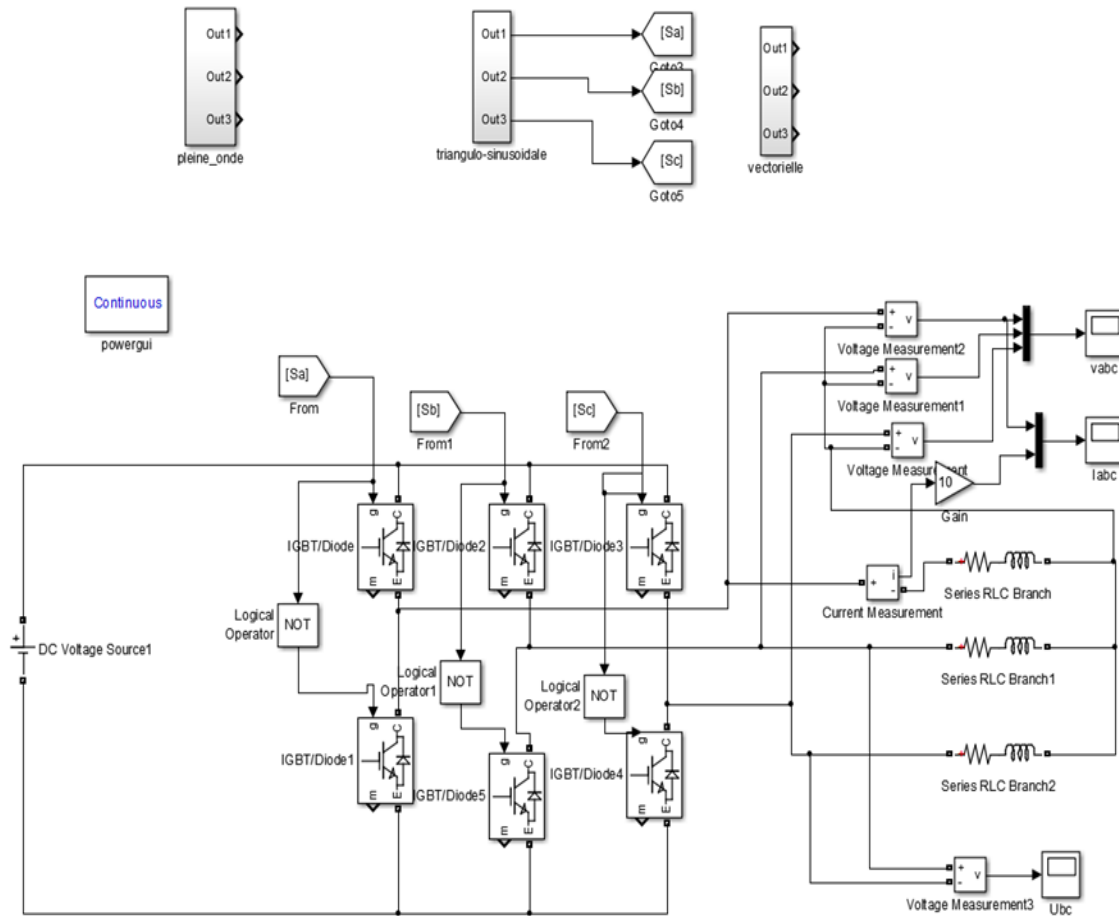 Out1
Out2
Out3
pleine_onde
Out1
Out2
Out3
triangulo-sinusoidale
[Sa]
Goto3
[Sb]
Goto4
[Sc]
Goto5
Out1
Out2
Out3
vectorielle
Continuous
powergui
[Sa]
From
[Sb]
From1
[Sc]
From2
+
-
v
Voltage Measurement2
+
-
v
Voltage Measurement1
+
-
v
Voltage Measurement
vabc
Iabc
10
Gain
g
C
m
E
IGBT/Diode
g
C
m
E
IGBT/Diode2
g
C
m
E
IGBT/Diode3
+
i
-
Current Measurement
Series RLC Branch
+
DC Voltage Source1
Logical
Operator
NOT
Logical
Operator1
NOT
Logical
Operator2
NOT
Series RLC Branch1
g
C
m
E
IGBT/Diode1
g
C
m
E
IGBT/Diode5
g
C
m
E
IGBT/Diode4
Series RLC Branch2
+
-
v
Voltage Measurement3
Ubc